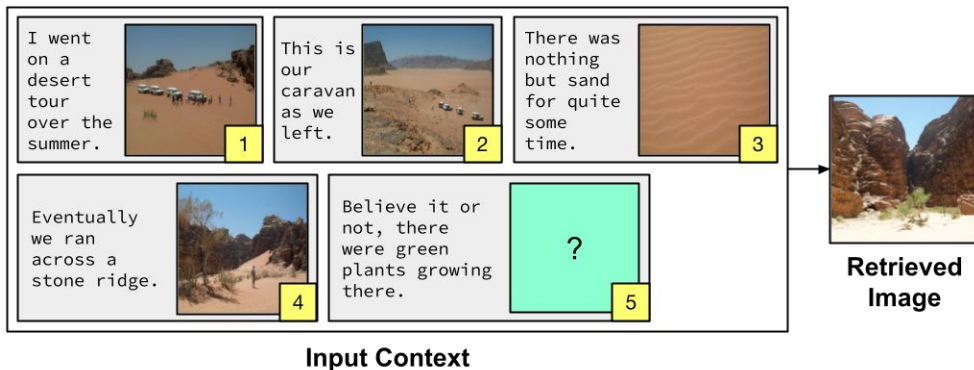 I went
on a
desert
tour
over the
summer.
1
This is
our
caravan
as we
left.
2
There was
nothing
but sand
for quite
some
time.
3
Eventually
we ran
across a
stone ridge.
4
Believe it or
not, there
were green
plants growing
there.
?
5
Retrieved
Image
Input Context